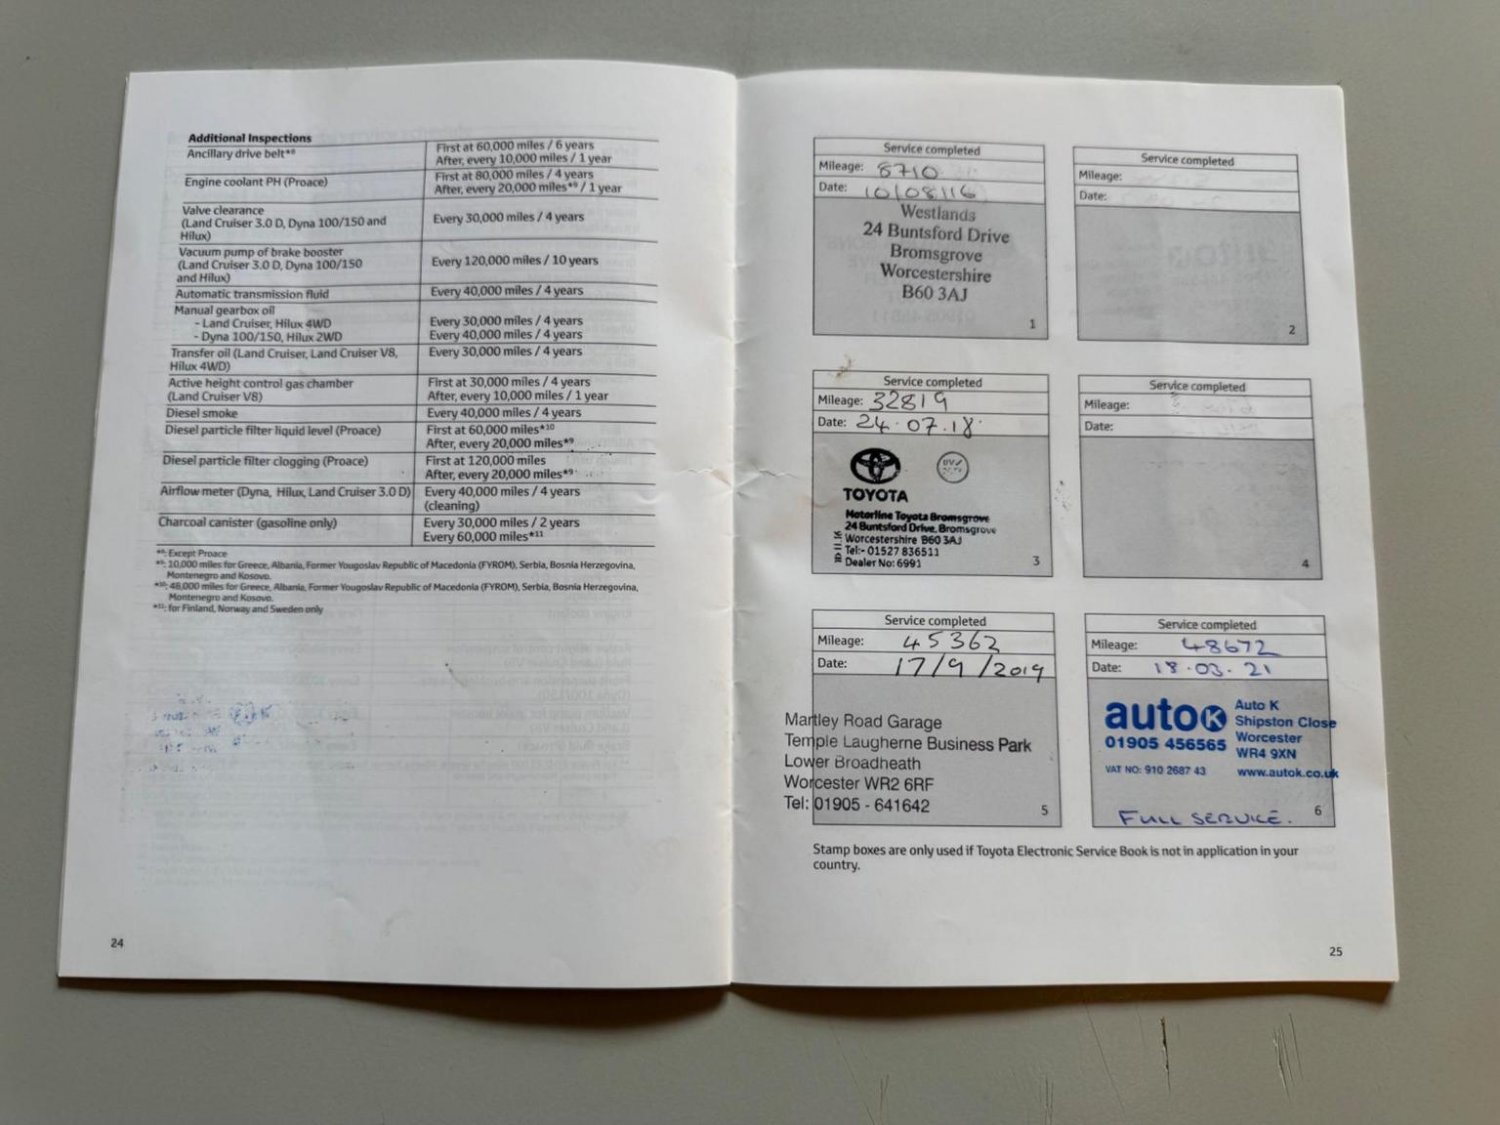 Additional Inspections
Ancillary drive belt*⁸ First at 60,000 miles / 6 years
After, every 10,000 miles / 1 year
Engine coolant PH (Proace) First at 80,000 miles / 4 years
After, every 20,000 miles*⁹ / 1 year
Valve clearance
(Land Cruiser 3.0 D, Dyna 100/150 and
Hilux) Every 30,000 miles / 4 years
Vacuum pump of brake booster
(Land Cruiser 3.0 D, Dyna 100/150
and Hilux) Every 120,000 miles / 10 years
Automatic transmission fluid Every 40,000 miles / 4 years
Manual gearbox oil
- Land Cruiser, Hilux 4WD Every 30,000 miles / 4 years
- Dyna 100/150, Hilux 2WD Every 40,000 miles / 4 years
Transfer oil (Land Cruiser, Land Cruiser V8,
Hilux 4WD) Every 30,000 miles / 4 years
Active height control gas chamber First at 30,000 miles / 4 years
(Land Cruiser V8) After, every 10,000 miles / 1 year
Diesel smoke Every 40,000 miles / 4 years
Diesel particle filter liquid level (Proace) First at 60,000 miles*¹⁰
After, every 20,000 miles*⁹
Diesel particle filter clogging (Proace) First at 120,000 miles
After, every 20,000 miles*⁹
Airflow meter (Dyna, Hilux, Land Cruiser 3.0 D) Every 40,000 miles / 4 years
(cleaning)
Charcoal canister (gasoline only) Every 30,000 miles / 2 years
Every 60,000 miles*¹¹
*⁸: Except Proace
*⁹: 10,000 miles for Greece, Albania, Former Yougoslav Republic of Macedonia (FYROM), Serbia, Bosnia Herzegovina,
Montenegro and Kosovo.
*¹⁰: 48,000 miles for Greece, Albania, Former Yougoslav Republic of Macedonia (FYROM), Serbia, Bosnia Herzegovina,
Montenegro and Kosovo.
*¹¹: for Finland, Norway and Sweden only
24
Service completed
Mileage: 8710
Date: 10/08/16
Westlands
24 Buntsford Drive
Bromsgrove
Worcestershire
B60 3AJ
1
Service completed
Mileage:
Date:
2
Service completed
Mileage: 32819
Date: 24.07.18.
TOYOTA
Motorline Toyota Bromsgrove
24 Buntsford Drive, Bromsgrove
Worcestershire B60 3AJ
Tel:- 01527 836511
Dealer No: 6991
3
Service completed
Mileage:
Date:
4
Service completed
Mileage: 45362
Date: 17/9/2019
Martley Road Garage
Temple Laugherne Business Park
Lower Broadheath
Worcester WR2 6RF
Tel: 01905 - 641642
5
Service completed
Mileage: 48672
Date: 18.03.21
autoK
01905 456565
VAT NO: 910 2687 43
Auto K
Shipston Close
Worcester
WR4 9XN
www.autok.co.uk
FULL SERVICE.
6
Stamp boxes are only used if Toyota Electronic Service Book is not in application in your
country.
25